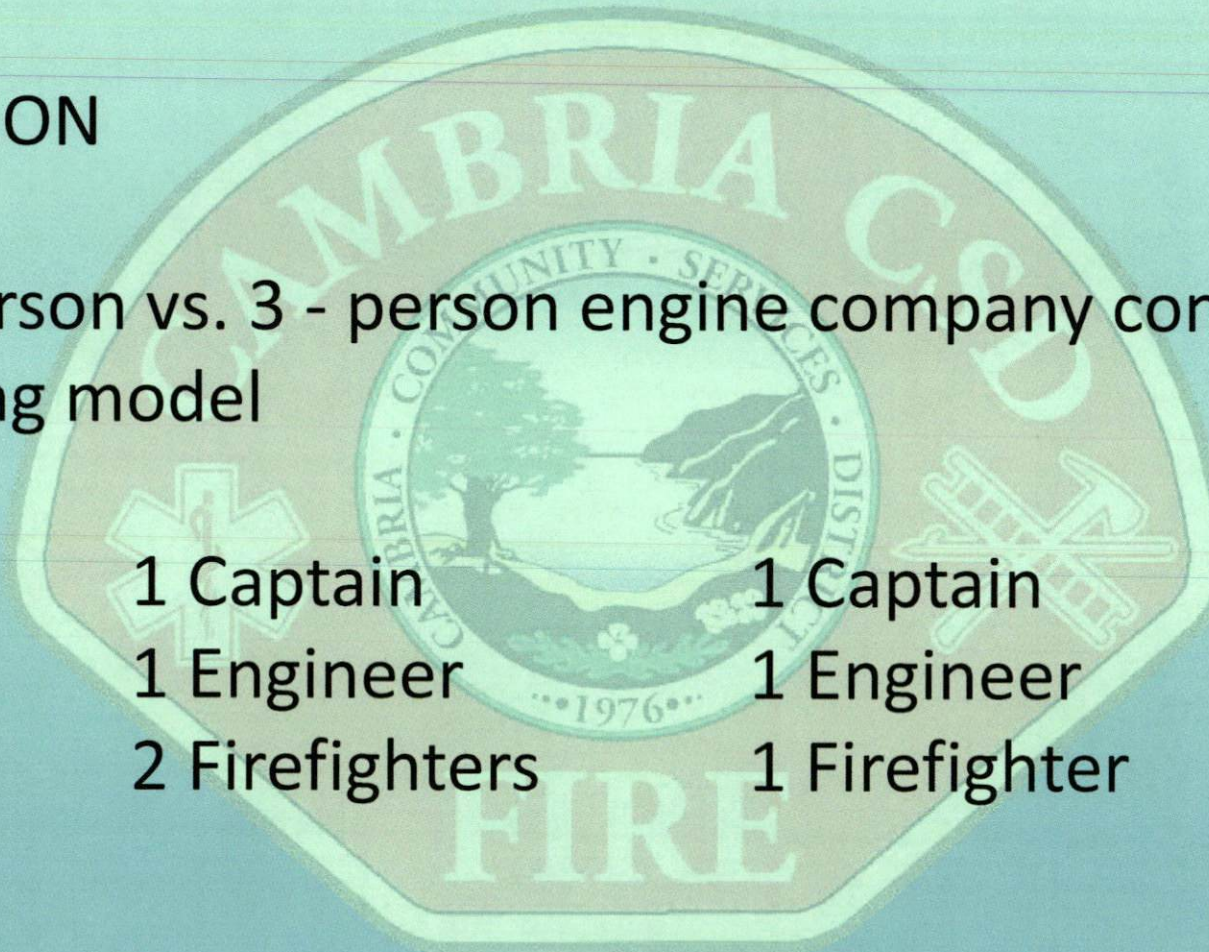 ON
CAMBRIA CSD
COMMUNITY · SERVICES · DISTRICT · CAMBRIA ·
rson vs. 3 - person engine company
ng model
1 Captain 1 Captain
1 Engineer 1 Engineer
•••1976•••
2 Firefighters 1 Firefighter
FIRE